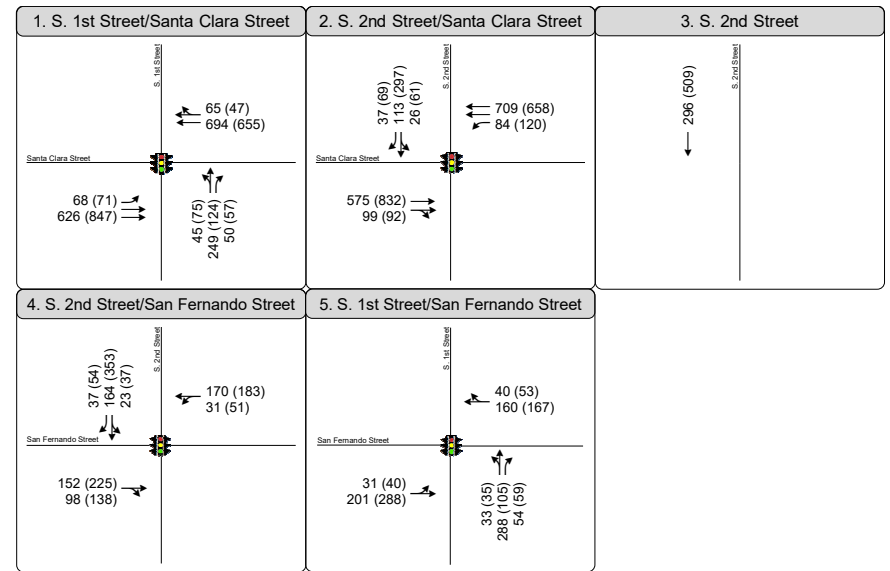 1. S. 1st Street/Santa Clara Street
S. 1st Street
65 (47)
694 (655)
Santa Clara Street
68 (71)
626 (847)
45 (75)
249 (124)
50 (57)
2. S. 2nd Street/Santa Clara Street
S. 2nd Street
37 (69)
113 (297)
26 (61)
709 (658)
84 (120)
Santa Clara Street
575 (832)
99 (92)
3. S. 2nd Street
S. 2nd Street
296 (509)
4. S. 2nd Street/San Fernando Street
S. 2nd Street
37 (54)
164 (353)
23 (37)
170 (183)
31 (51)
San Fernando Street
152 (225)
98 (138)
5. S. 1st Street/San Fernando Street
S. 1st Street
40 (53)
160 (167)
San Fernando Street
31 (40)
201 (288)
33 (35)
288 (105)
54 (59)